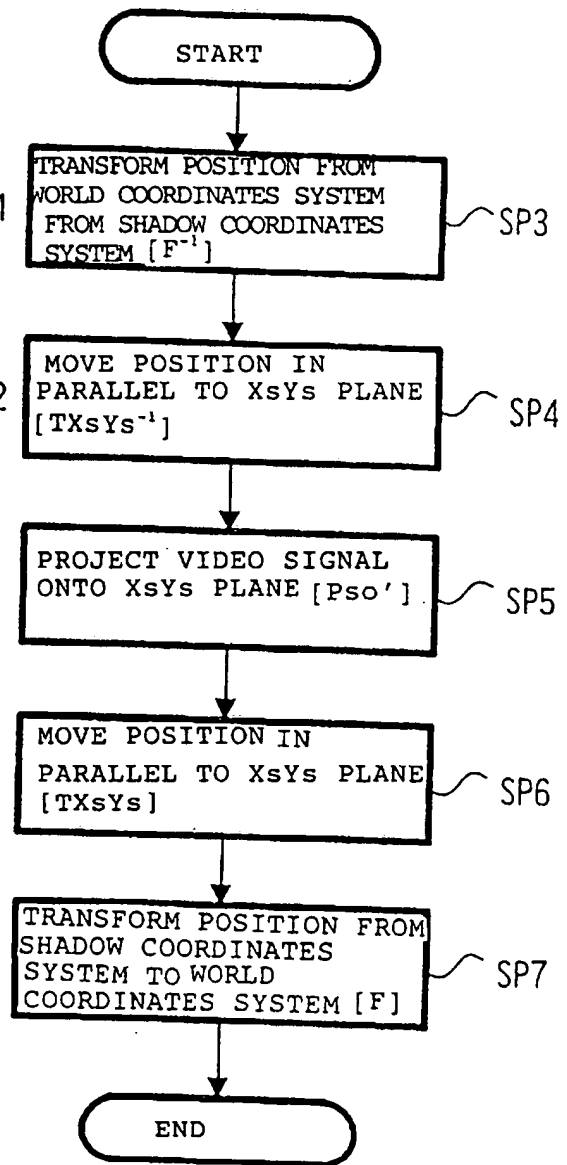 START
TRANSFORM POSITION FROM
WORLD COORDINATES SYSTEM
FROM SHADOW COORDINATES
SYSTEM [F⁻¹]
1
SP3
MOVE POSITION IN
PARALLEL TO XsYs PLANE
[TXsYs⁻¹]
2
SP4
PROJECT VIDEO SIGNAL
ONTO XsYs PLANE [Pso']
SP5
MOVE POSITION IN
PARALLEL TO XsYs PLANE
[TXsYs]
SP6
TRANSFORM POSITION FROM
SHADOW COORDINATES
SYSTEM TO WORLD
COORDINATES SYSTEM [F]
SP7
END